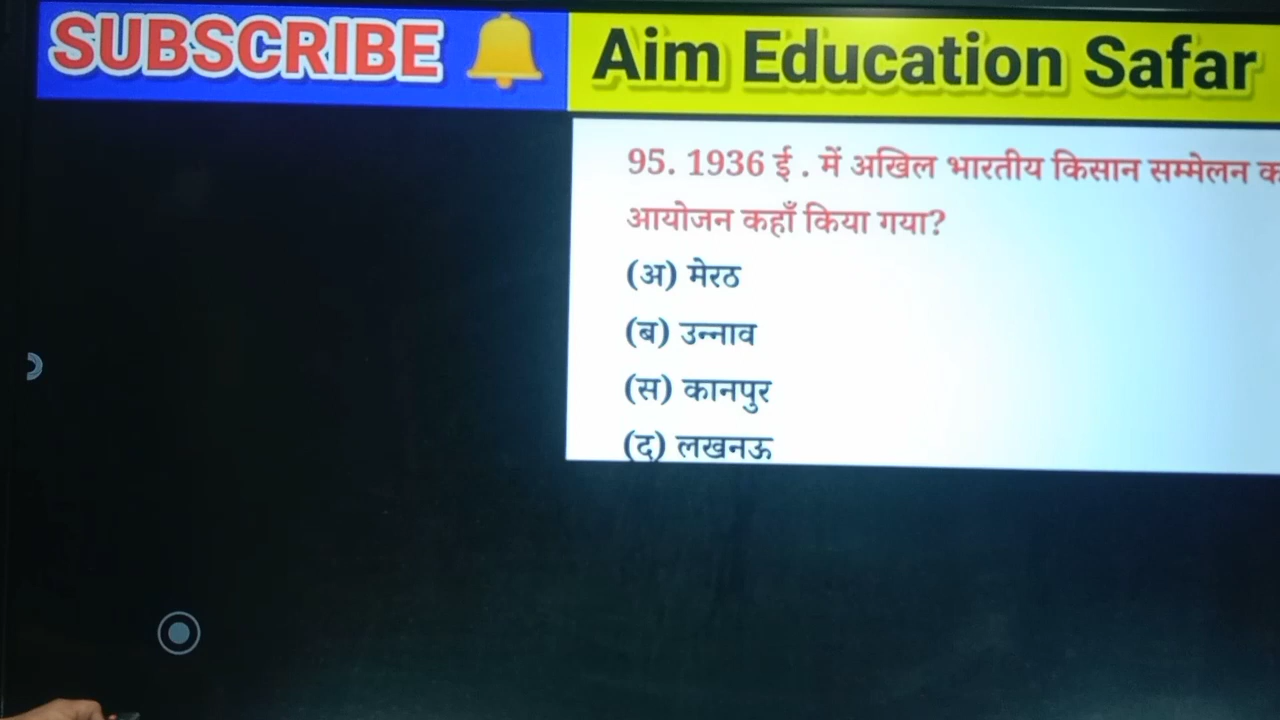 SUBSCRIBE
Aim Education Safar
95. 1936 ई . में अखिल भारतीय किसान सम्मेलन
आयोजन कहाँ किया गया?
(अ) मेरठ
(ब) उन्नाव
(स) कानपुर
(द) लखनऊ